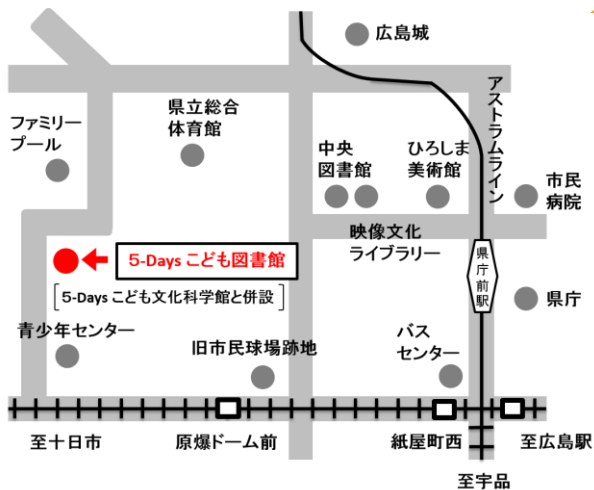 広島城
アストラムライン
県立総合
体育館
ファミリー
プール
中央
図書館
ひろしま
美術館
市民
病院
映像文化
ライブラリー
県庁前駅
5-Days こども図書館
[5-Days こども文化科学館と併設]
県庁
青少年センター
旧市民球場跡地
バス
センター
至十日市
原爆ドーム前
紙屋町西
至広島駅
至宇品